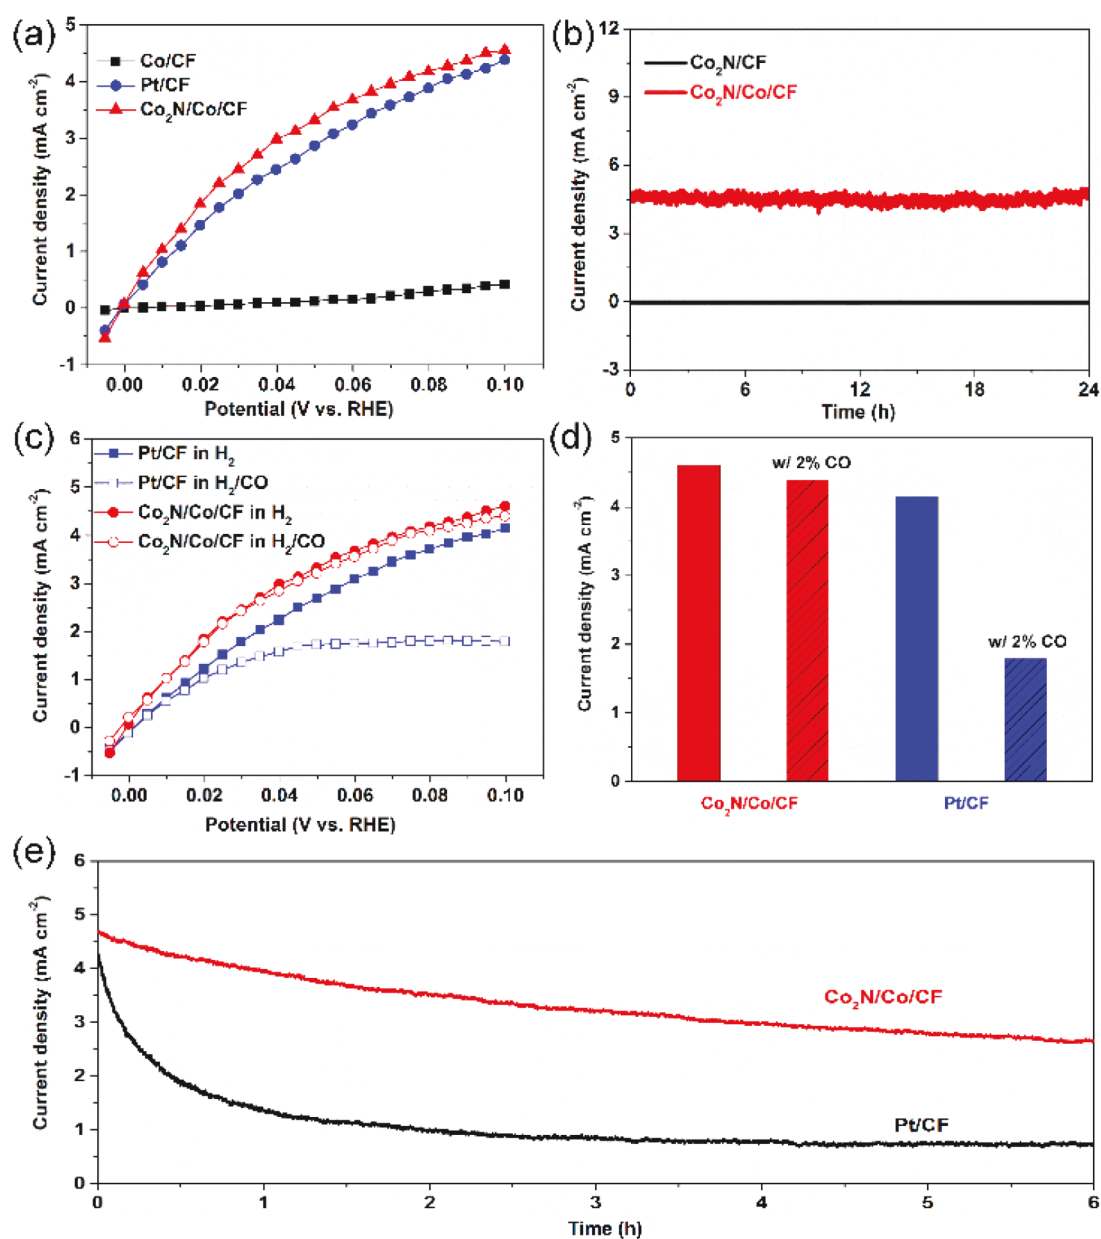 (a)
5
4
3
2
1
0
-1
Current density (mA cm⁻²)
Co/CF
Pt/CF
Co₂N/Co/CF
0.00 0.02 0.04 0.06 0.08 0.10
Potential (V vs. RHE)
(b)
12
9
6
3
0
-3
Current density (mA cm⁻²)
Co₂N/CF
Co₂N/Co/CF
0 6 12 18 24
Time (h)
(c)
6
5
4
3
2
1
0
-1
Current density (mA cm⁻²)
Pt/CF in H₂
Pt/CF in H₂/CO
Co₂N/Co/CF in H₂
Co₂N/Co/CF in H₂/CO
0.00 0.02 0.04 0.06 0.08 0.10
Potential (V vs. RHE)
(d)
5
4
3
2
1
0
Current density (mA cm⁻²)
w/ 2% CO
w/ 2% CO
Co₂N/Co/CF Pt/CF
(e)
6
5
4
3
2
1
0
Current density (mA cm⁻²)
Co₂N/Co/CF
Pt/CF
0 1 2 3 4 5 6
Time (h)